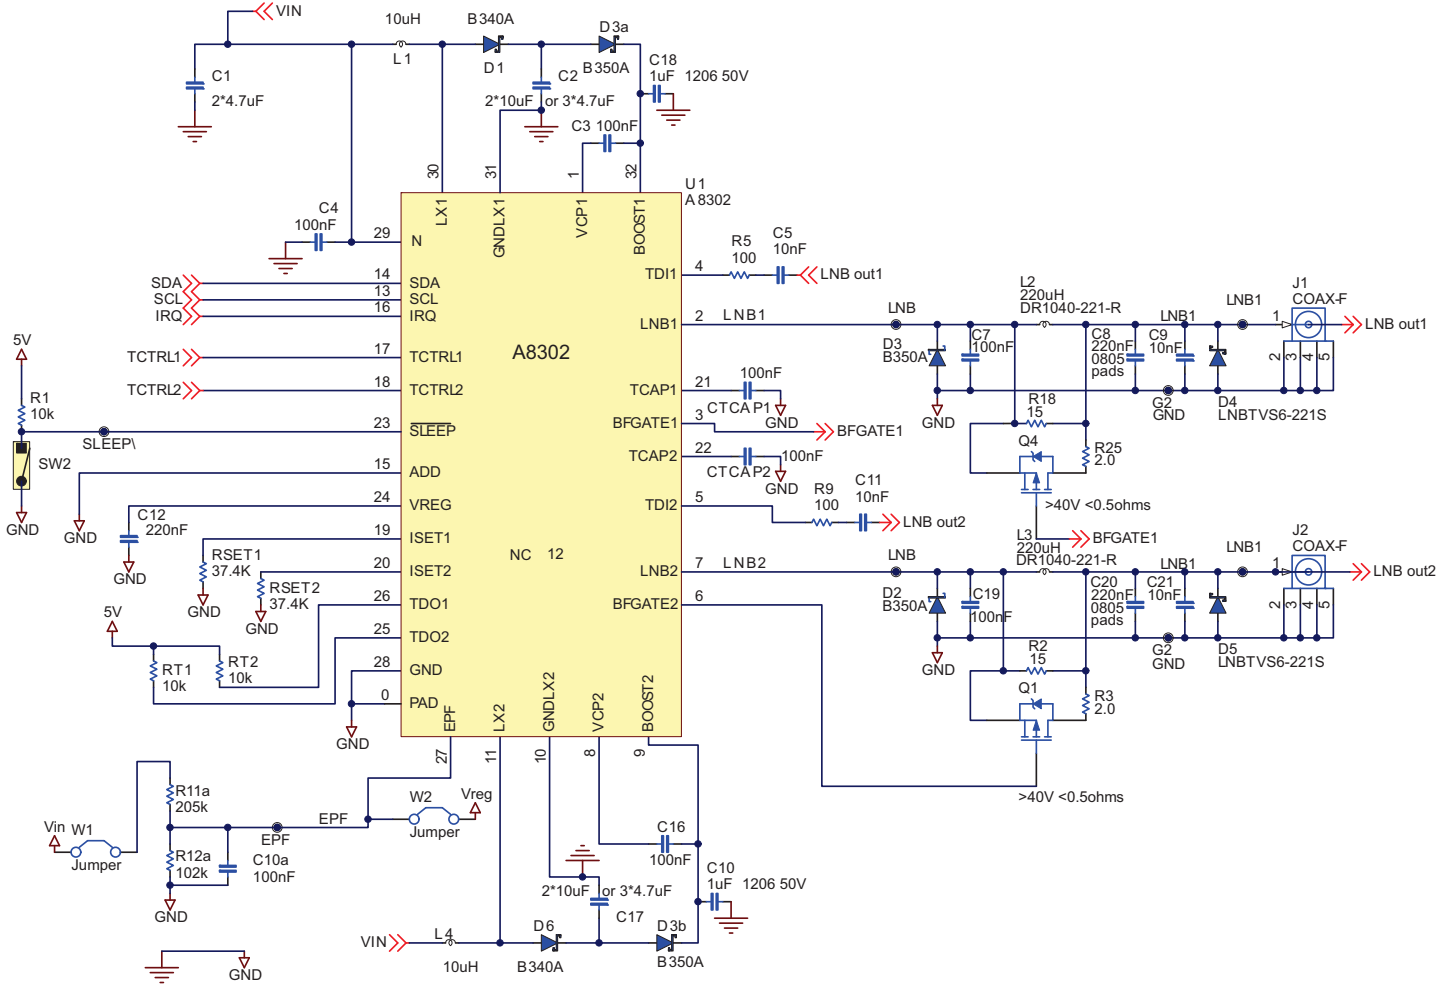 VIN
10uH
L1
B340A
D1
D3a
B350A
C1
2*4.7uF
C2
2*10uF or 3*4.7uF
C18
1uF 1206 50V
C3 100nF
30
31
1
32
U1
A8302
LX1
GNDLX1
VCP1
BOOST1
C4
100nF
29
N
SDA
14
SDA
SCL
13
SCL
IRQ
16
IRQ
5V
TCTRL1
17
TCTRL1
TCTRL2
18
TCTRL2
R1
10k
SLEEP\
23
SLEEP
SW2
GND
15
ADD
GND
24
VREG
C12
220nF
GND
19
ISET1
RSET1
37.4K
GND
20
ISET2
RSET2
37.4K
GND
26
TDO1
25
TDO2
5V
RT1
10k
RT2
10k
28
GND
0
PAD
GND
A8302
NC 12
TDI1
4
R5
100
C5
10nF
LNB out1
LNB1
2
LNB1
TCAP1
21
100nF
CTCAP1
GND
BFGATE1
3
BFGATE1
TCAP2
22
100nF
CTCAP2
GND
TDI2
5
R9
100
C11
10nF
LNB out2
LNB2
7
LNB2
BFGATE2
6
LNB
D3
B350A
C7
100nF
GND
L2
220uH
DR1040-221-R
C8
220nF
0805
pads
LNB1
C9
10nF
G2
GND
LNB1
D4
LNBTVS6-221S
J1
COAX-F
1
2
3
4
5
LNB out1
R18
15
Q4
R25
2.0
>40V <0.5ohms
BFGATE1
LNB
D2
B350A
C19
100nF
GND
L3
220uH
DR1040-221-R
C20
220nF
0805
pads
LNB1
C21
10nF
G2
GND
LNB1
D5
LNBTVS6-221S
J2
COAX-F
1
2
3
4
5
LNB out2
R2
15
Q1
R3
2.0
>40V <0.5ohms
EPF
LX2
GNDLX2
VCP2
BOOST2
27
11
10
8
9
Vin
W1
Jumper
R11a
205k
R12a
102k
GND
EPF
C10a
100nF
EPF
W2
Jumper
Vreg
C16
100nF
C10
1uF 1206 50V
2*10uF or 3*4.7uF
C17
VIN
L4
10uH
D6
B340A
D3b
B350A
GND